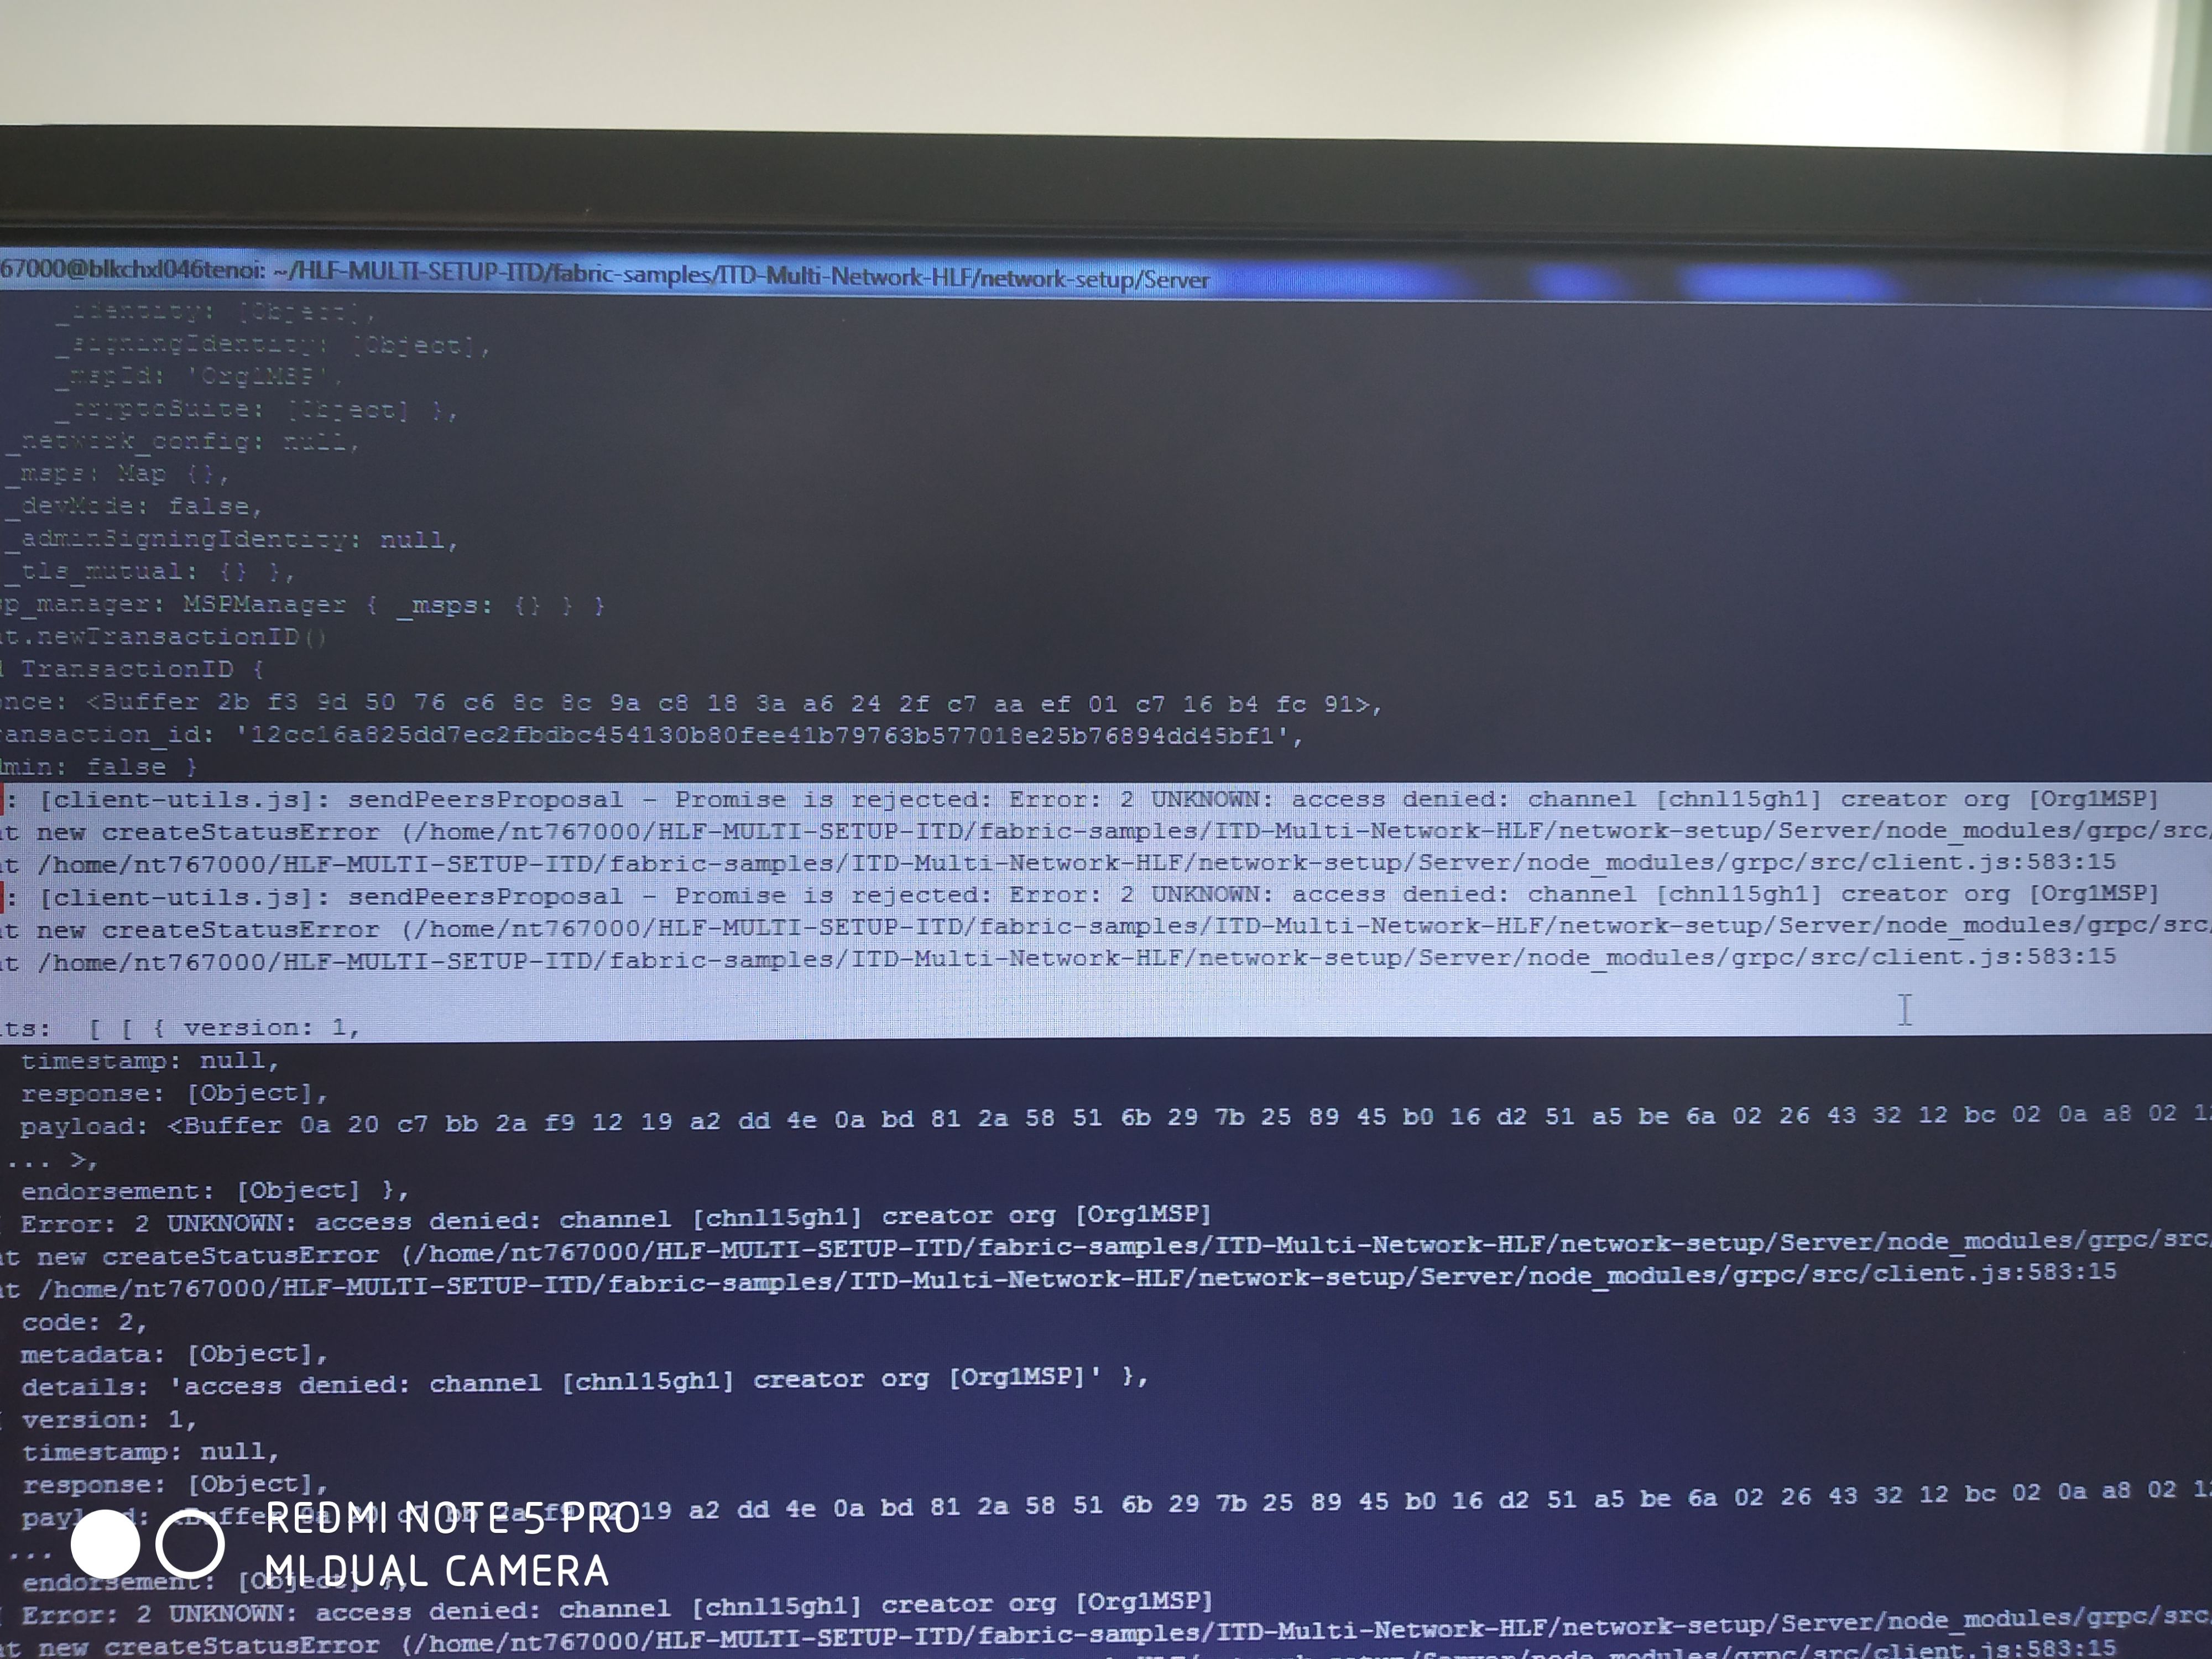 67000@blkchxl046tenoi: ~/HLF-MULTI-SETUP-ITD/fabric-samples/ITD-Multi-Network-HLF/network-setup/Server
_identity: [Object],
_signingIdentity: [Object],
_mspId: 'Org1MSP',
_cryptoSuite: [Object] },
_network_config: null,
_msps: Map {},
_devMode: false,
_adminSigningIdentity: null,
_tls_mutual: {} },
p_manager: MSPManager { _msps: {} } }
t.newTransactionID()
TransactionID {
nce: <Buffer 2b f3 9d 50 76 c6 8c 8c 9a c8 18 3a a6 24 2f c7 aa ef 01 c7 16 b4 fc 91>,
ansaction_id: '12cc16a825dd7ec2fbdbc454130b80fee41b79763b577018e25b76894dd45bf1',
min: false }
: [client-utils.js]: sendPeersProposal - Promise is rejected: Error: 2 UNKNOWN: access denied: channel [chnl15gh1] creator org [Org1MSP]
t new createStatusError (/home/nt767000/HLF-MULTI-SETUP-ITD/fabric-samples/ITD-Multi-Network-HLF/network-setup/Server/node_modules/grpc/src/
t /home/nt767000/HLF-MULTI-SETUP-ITD/fabric-samples/ITD-Multi-Network-HLF/network-setup/Server/node_modules/grpc/src/client.js:583:15
: [client-utils.js]: sendPeersProposal - Promise is rejected: Error: 2 UNKNOWN: access denied: channel [chnl15gh1] creator org [Org1MSP]
t new createStatusError (/home/nt767000/HLF-MULTI-SETUP-ITD/fabric-samples/ITD-Multi-Network-HLF/network-setup/Server/node_modules/grpc/src/
t /home/nt767000/HLF-MULTI-SETUP-ITD/fabric-samples/ITD-Multi-Network-HLF/network-setup/Server/node_modules/grpc/src/client.js:583:15
ts: [ [ { version: 1,
timestamp: null,
response: [Object],
payload: <Buffer 0a 20 c7 bb 2a f9 12 19 a2 dd 4e 0a bd 81 2a 58 51 6b 29 7b 25 89 45 b0 16 d2 51 a5 be 6a 02 26 43 32 12 bc 02 0a a8 02
... >,
endorsement: [Object] },
Error: 2 UNKNOWN: access denied: channel [chnl15gh1] creator org [Org1MSP]
t new createStatusError (/home/nt767000/HLF-MULTI-SETUP-ITD/fabric-samples/ITD-Multi-Network-HLF/network-setup/Server/node_modules/grpc/src/
t /home/nt767000/HLF-MULTI-SETUP-ITD/fabric-samples/ITD-Multi-Network-HLF/network-setup/Server/node_modules/grpc/src/client.js:583:15
code: 2,
metadata: [Object],
details: 'access denied: channel [chnl15gh1] creator org [Org1MSP]' },
version: 1,
timestamp: null,
response: [Object],
19 a2 dd 4e 0a bd 81 2a 58 51 6b 29 7b 25 89 45 b0 16 d2 51 a5 be 6a 02 26 43 32 12 bc 02 0a a8 02
...
endorsement: [Object] },
Error: 2 UNKNOWN: access denied: channel [chnl15gh1] creator org [Org1MSP]
t new createStatusError (/home/nt767000/HLF-MULTI-SETUP-ITD/fabric-samples/ITD-Multi-Network-HLF/network-setup/Server/node_modules/grpc/src/
REDMI NOTE 5 PRO
MI DUAL CAMERA